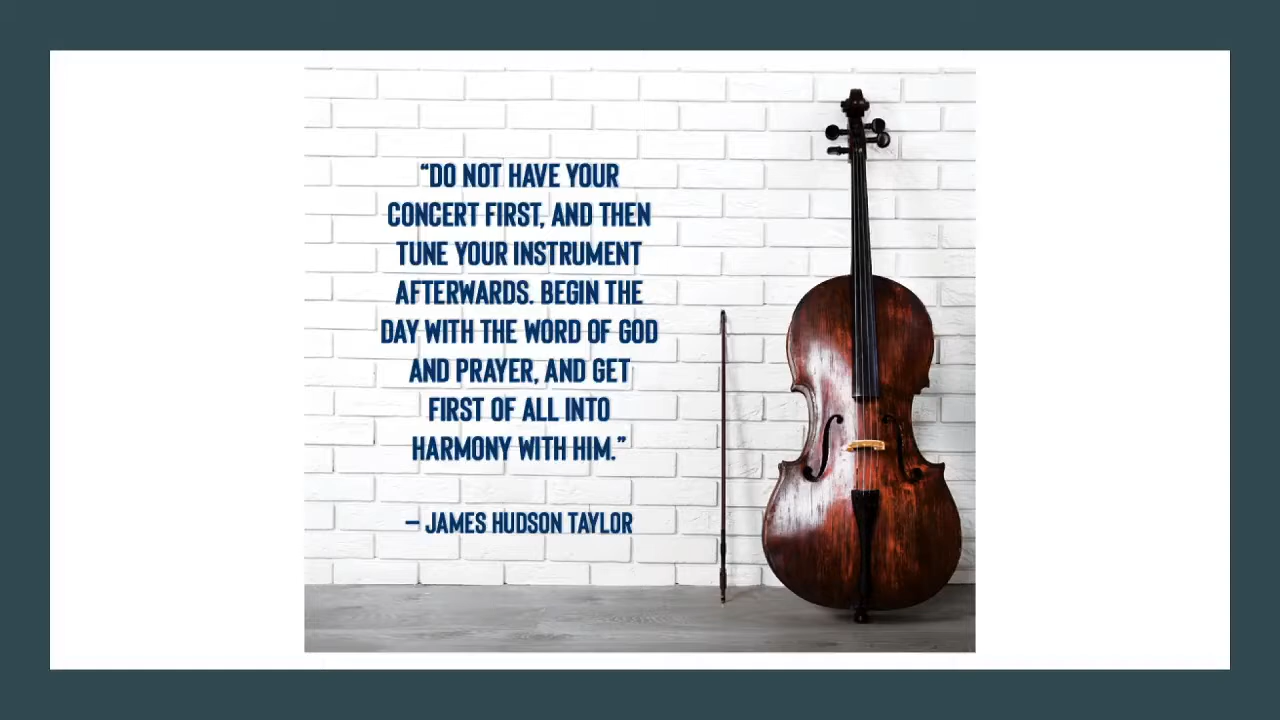 “DO NOT HAVE YOUR
CONCERT FIRST, AND THEN
TUNE YOUR INSTRUMENT
AFTERWARDS. BEGIN THE
DAY WITH THE WORD OF GOD
AND PRAYER, AND GET
FIRST OF ALL INTO
HARMONY WITH HIM.”
– JAMES HUDSON TAYLOR